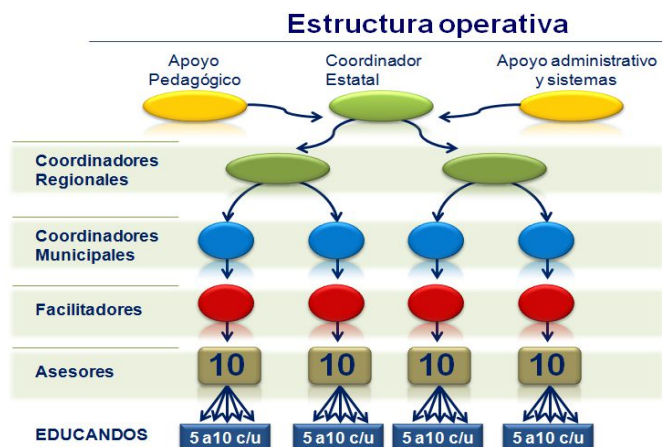 Estructura operativa
Apoyo
Pedagógico
Coordinador
Estatal
Apoyo administrativo
y sistemas
Coordinadores
Regionales
Coordinadores
Municipales
Facilitadores
Asesores
10
10
10
10
EDUCANDOS
5 a10 c/u
5 a10 c/u
5 a10 c/u
5 a10 c/u